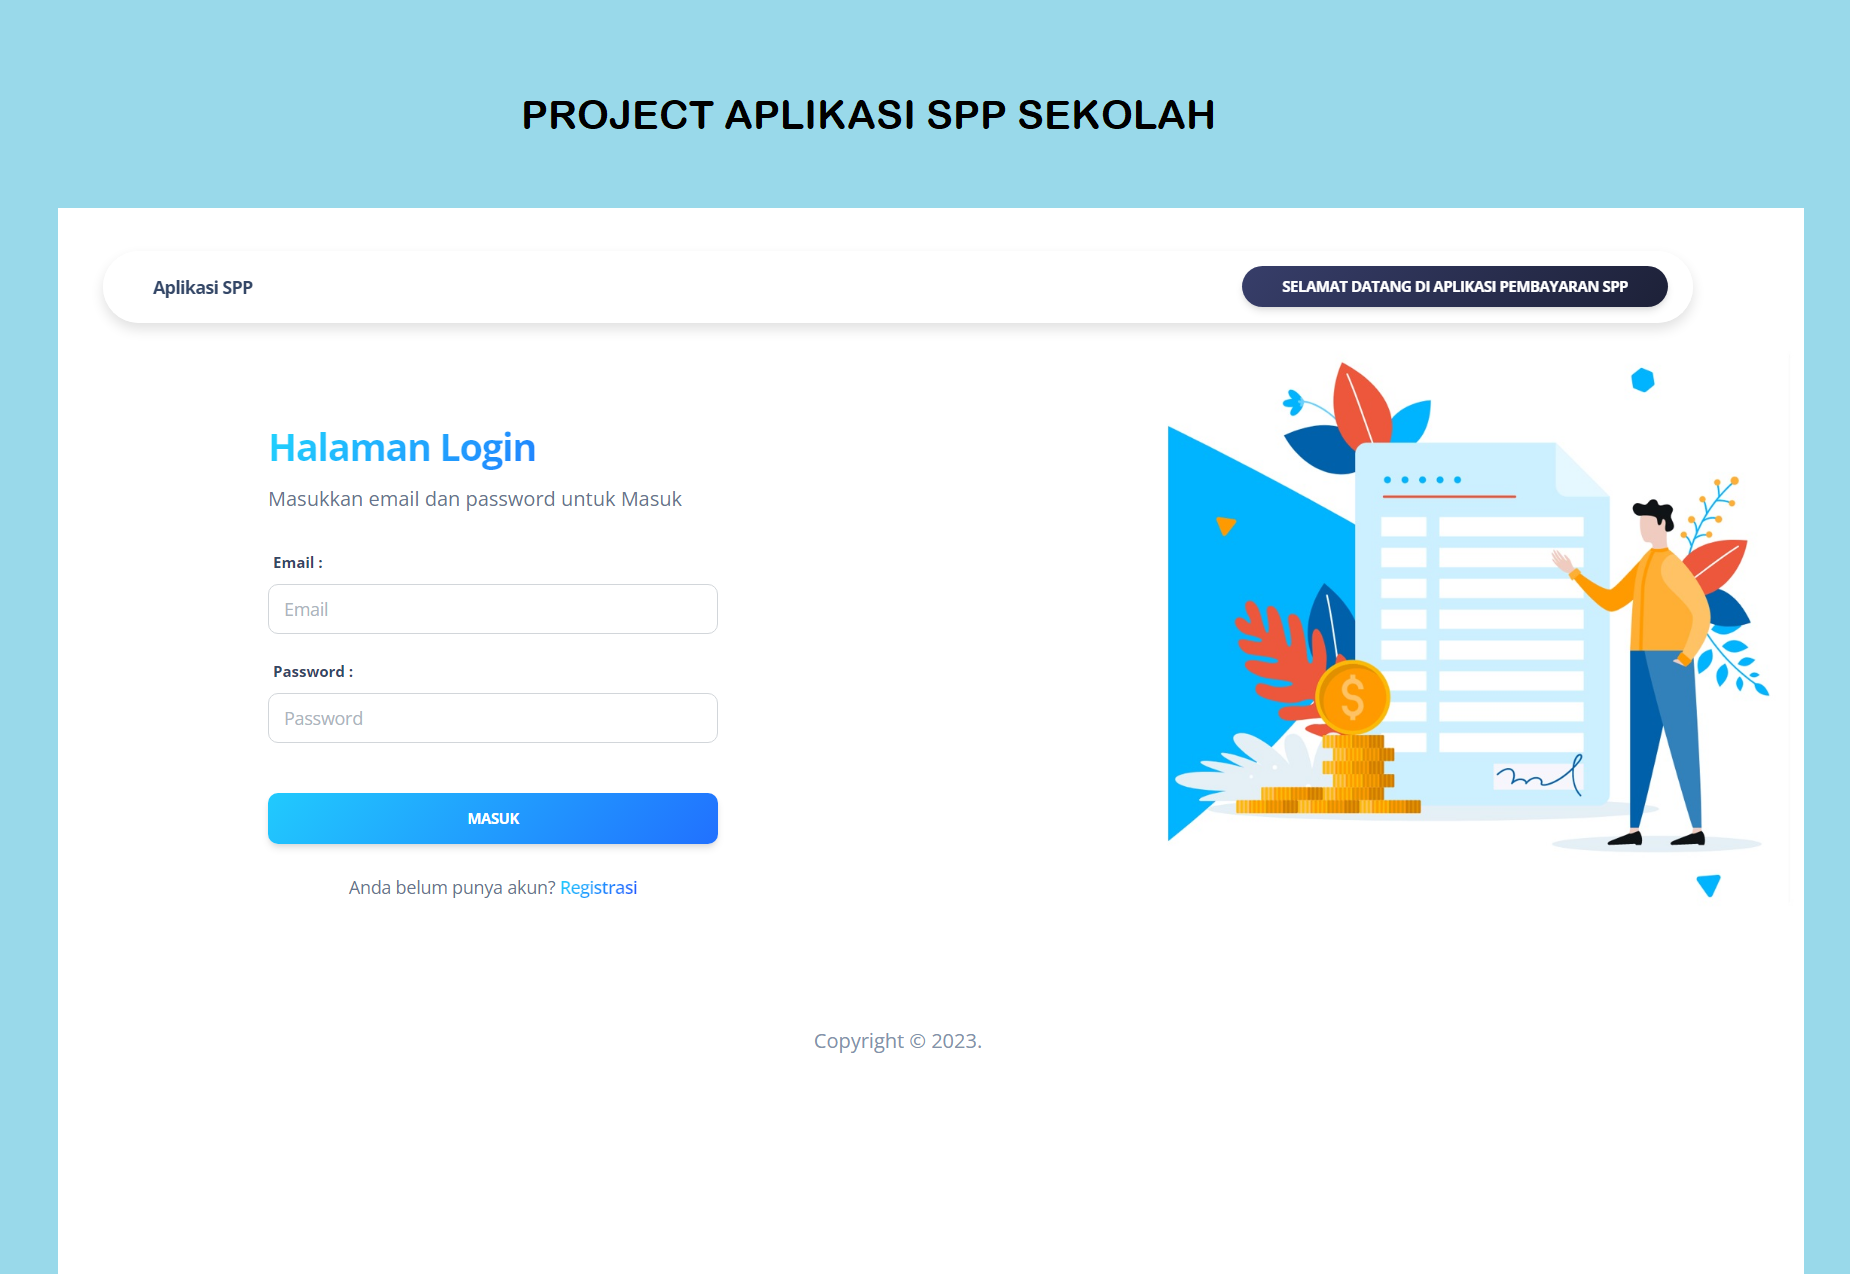 PROJECT APLIKASI SPP SEKOLAH
Aplikasi SPP
SELAMAT DATANG DI APLIKASI PEMBAYARAN SPP
Halaman Login
Masukkan email dan password untuk Masuk
Email :
Email
Password :
Password
MASUK
Anda belum punya akun? Registrasi
$
Copyright © 2023.